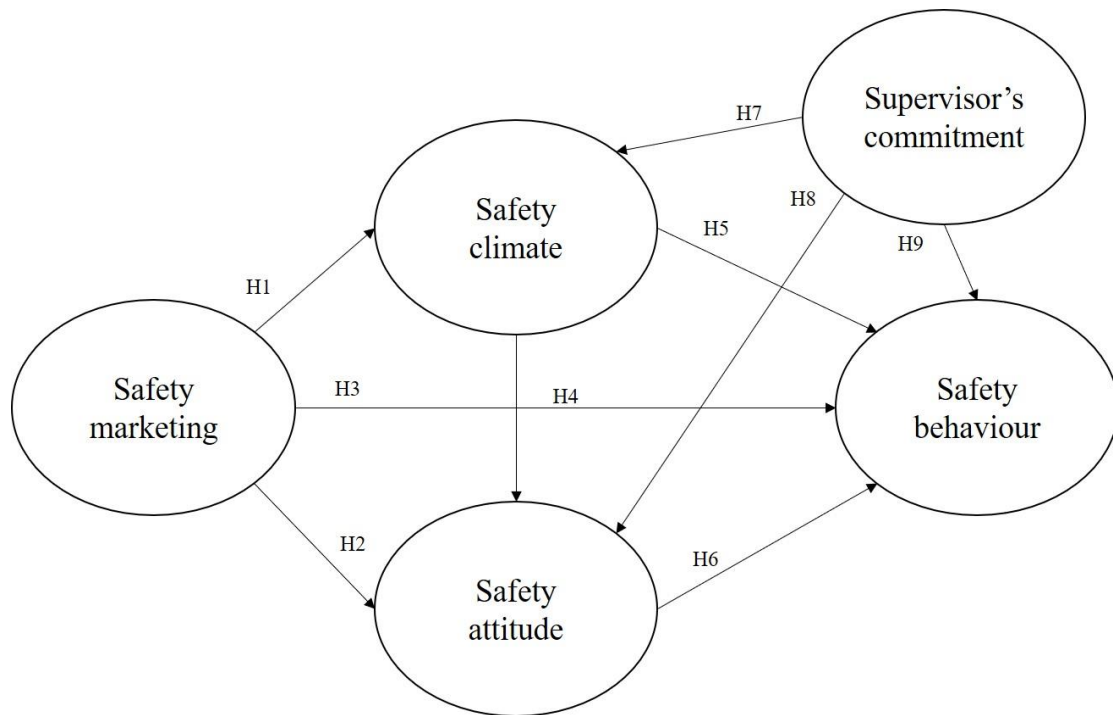 Supervisor’s
commitment
H7
Safety
climate
H8
H5
H9
H1
Safety
marketing
H3
H4
Safety
behaviour
H2
H6
Safety
attitude